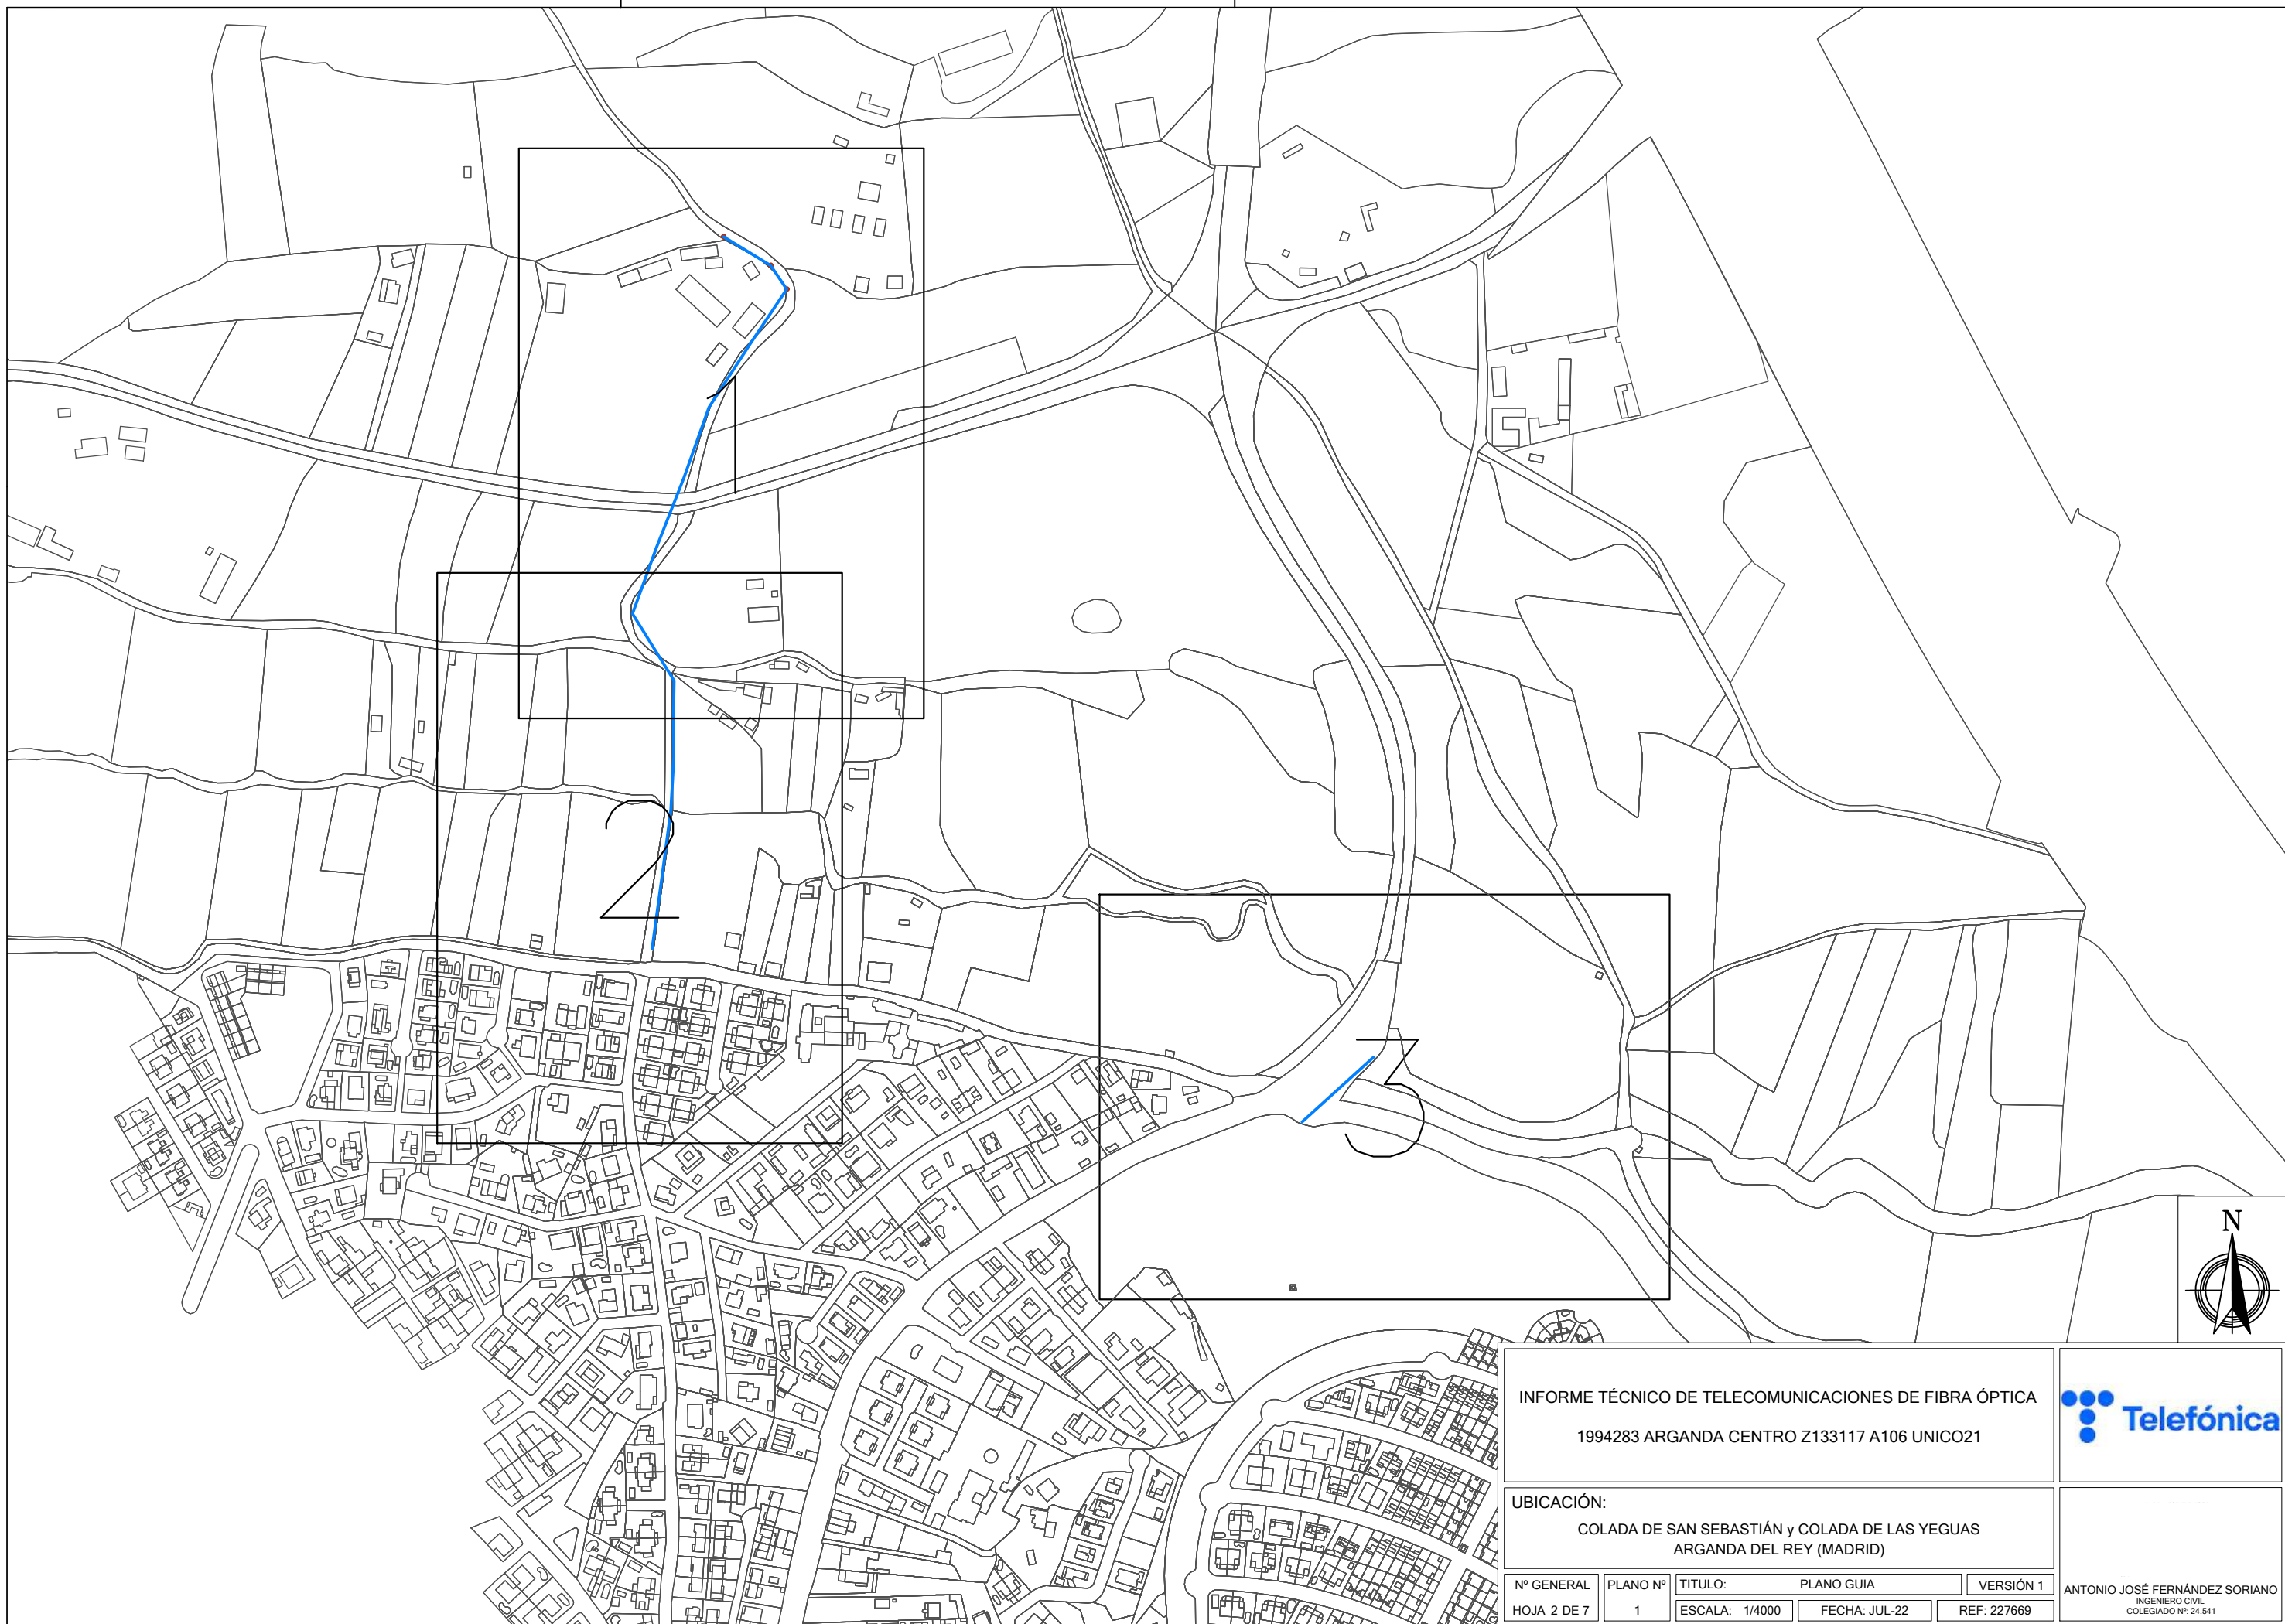 1
2
3
N
INFORME TÉCNICO DE TELECOMUNICACIONES DE FIBRA ÓPTICA
1994283 ARGANDA CENTRO Z133117 A106 UNICO21
Telefónica
UBICACIÓN:
COLADA DE SAN SEBASTIÁN y COLADA DE LAS YEGUAS
ARGANDA DEL REY (MADRID)
Nº GENERAL
HOJA 2 DE 7
PLANO Nº
1
TITULO: PLANO GUIA
VERSIÓN 1
ESCALA: 1/4000
FECHA: JUL-22
REF: 227669
ANTONIO JOSÉ FERNÁNDEZ SORIANO
INGENIERO CIVIL
COLEGIADO Nº: 24.541